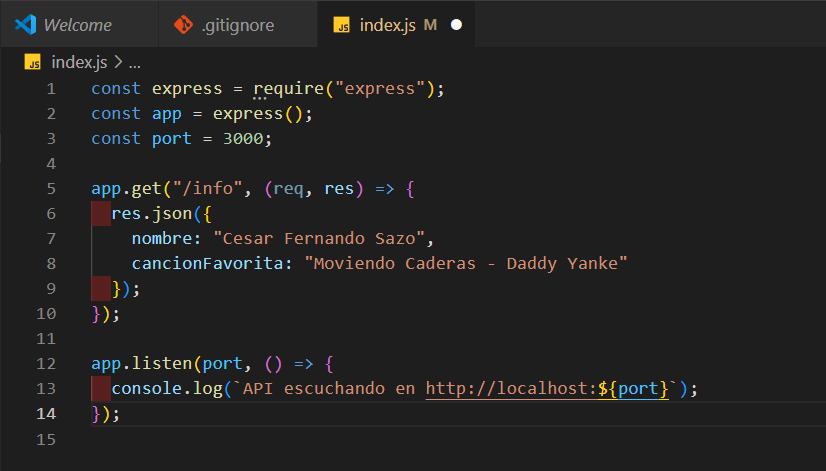 Welcome .gitignore JS index.js M
JS index.js > ...
1 const express = require("express");
2 const app = express();
3 const port = 3000;
4
5 app.get("/info", (req, res) => {
6   res.json({
7     nombre: "Cesar Fernando Sazo",
8     cancionFavorita: "Moviendo Caderas - Daddy Yanke"
9   });
10 });
11
12 app.listen(port, () => {
13   console.log(`API escuchando en http://localhost:${port}`);
14 });
15